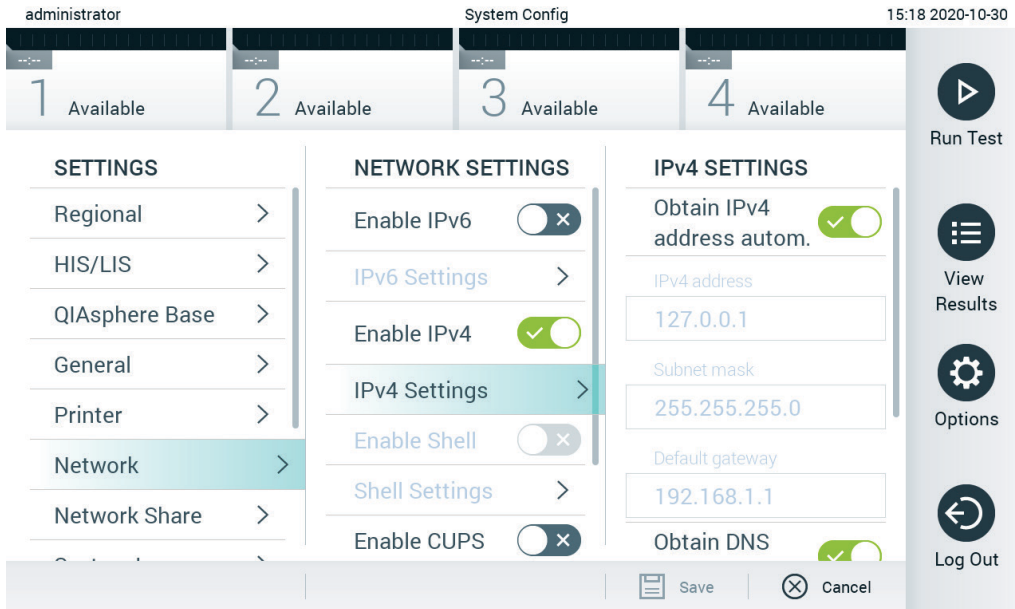 administrator
System Config
15:18 2020-10-30
--:--
--:--
--:--
--:--
1 Available
2 Available
3 Available
4 Available
Run Test
View
Results
Options
Log Out
SETTINGS
Regional
HIS/LIS
QIAsphere Base
General
Printer
Network
Network Share
NETWORK SETTINGS
Enable IPv6
IPv6 Settings
Enable IPv4
IPv4 Settings
Enable Shell
Shell Settings
Enable CUPS
IPv4 SETTINGS
Obtain IPv4
address autom.
IPv4 address
127.0.0.1
Subnet mask
255.255.255.0
Default gateway
192.168.1.1
Obtain DNS
Save
Cancel